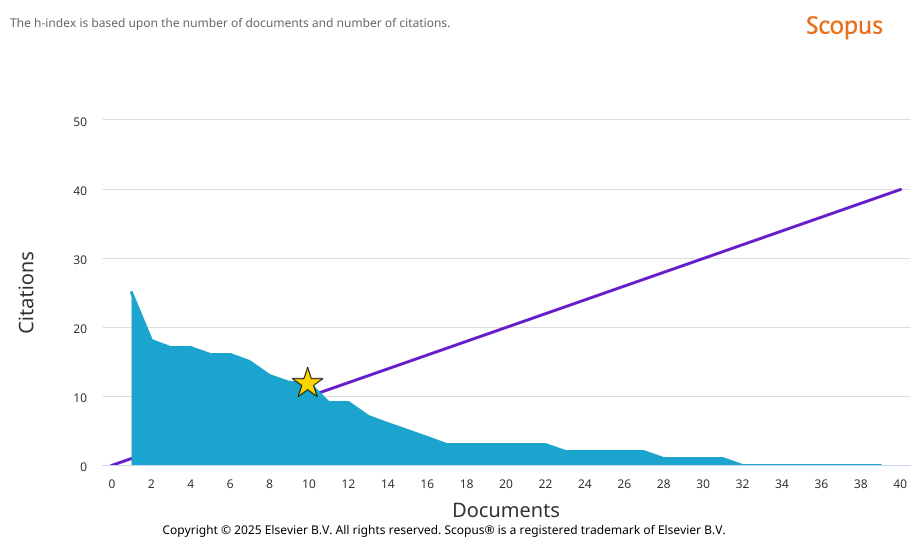 The h-index is based upon the number of documents and number of citations.
Scopus
50
40
30
20
10
0
Citations
0 2 4 6 8 10 12 14 16 18 20 22 24 26 28 30 32 34 36 38 40
Documents
Copyright © 2025 Elsevier B.V. All rights reserved. Scopus® is a registered trademark of Elsevier B.V.